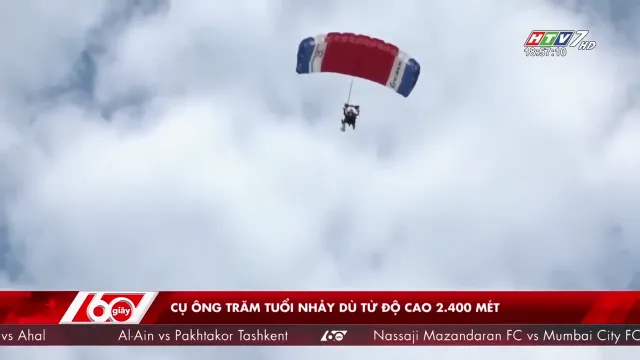 HTV7 HD
18:57:10
60 giây
CỤ ÔNG TRĂM TUỔI NHẢY DÙ TỪ ĐỘ CAO 2.400 MÉT
vs Ahal
Al-Ain vs Pakhtakor Tashkent
60
Nassaji Mazandaran FC vs Mumbai City FC